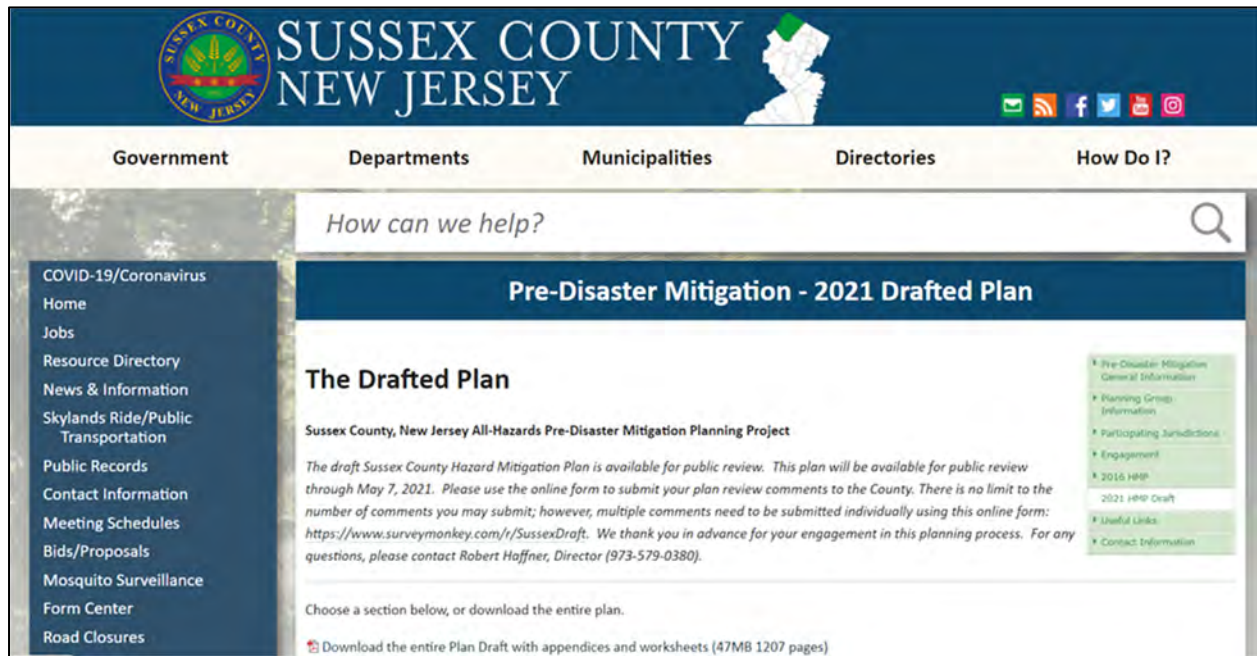 SUSSEX COUNTY
NEW JERSEY
SUSSEX COUNTY
NEW JERSEY
Government
Departments
Municipalities
Directories
How Do I?
How can we help?
COVID-19/Coronavirus
Home
Jobs
Resource Directory
News & Information
Skylands Ride/Public
Transportation
Public Records
Contact Information
Meeting Schedules
Bids/Proposals
Mosquito Surveillance
Form Center
Road Closures
Pre-Disaster Mitigation - 2021 Drafted Plan
The Drafted Plan
Sussex County, New Jersey All-Hazards Pre-Disaster Mitigation Planning Project
The draft Sussex County Hazard Mitigation Plan is available for public review. This plan will be available for public review
through May 7, 2021. Please use the online form to submit your plan review comments to the County. There is no limit to the
number of comments you may submit; however, multiple comments need to be submitted individually using this online form:
https://www.surveymonkey.com/r/SussexDraft. We thank you in advance for your engagement in this planning process. For any
questions, please contact Robert Haffner, Director (973-579-0380).
Choose a section below, or download the entire plan.
Download the entire Plan Draft with appendices and worksheets (47MB 1207 pages)
Pre-Disaster Mitigation
General Information
Planning Group
Information
Participating Jurisdictions
Engagement
2016 HMP
2021 HMP Draft
Useful Links
Contact Information